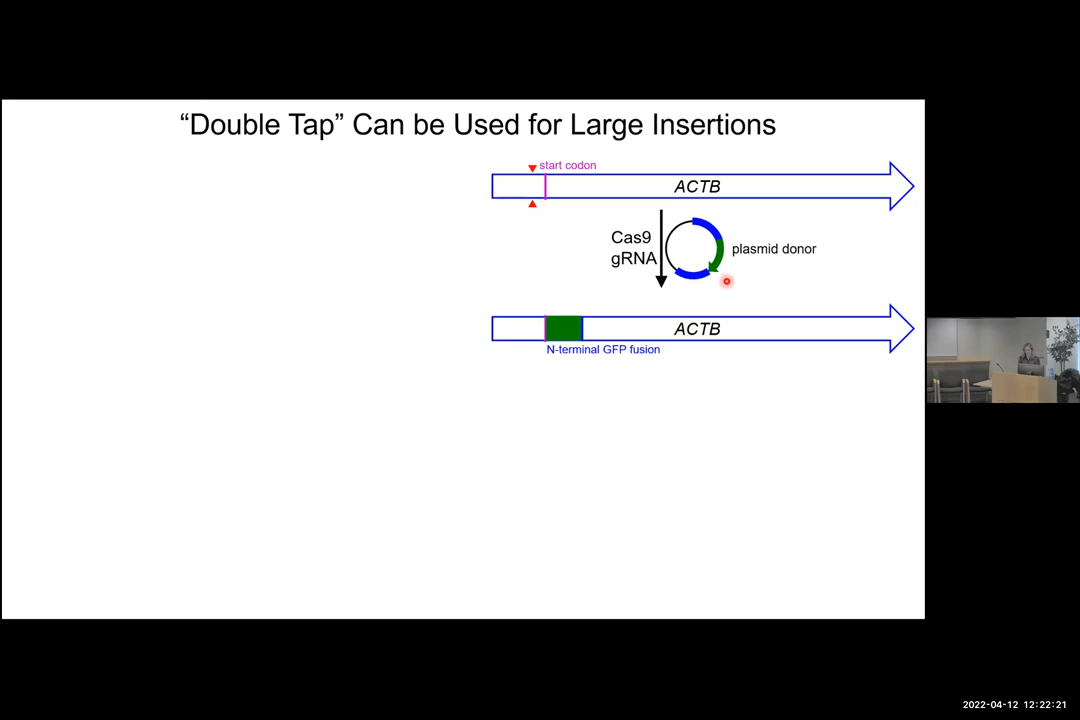 “Double Tap” Can be Used for Large Insertions
start codon
ACTB
Cas9
gRNA
plasmid donor
ACTB
N-terminal GFP fusion
2022-04-12 12:22:21